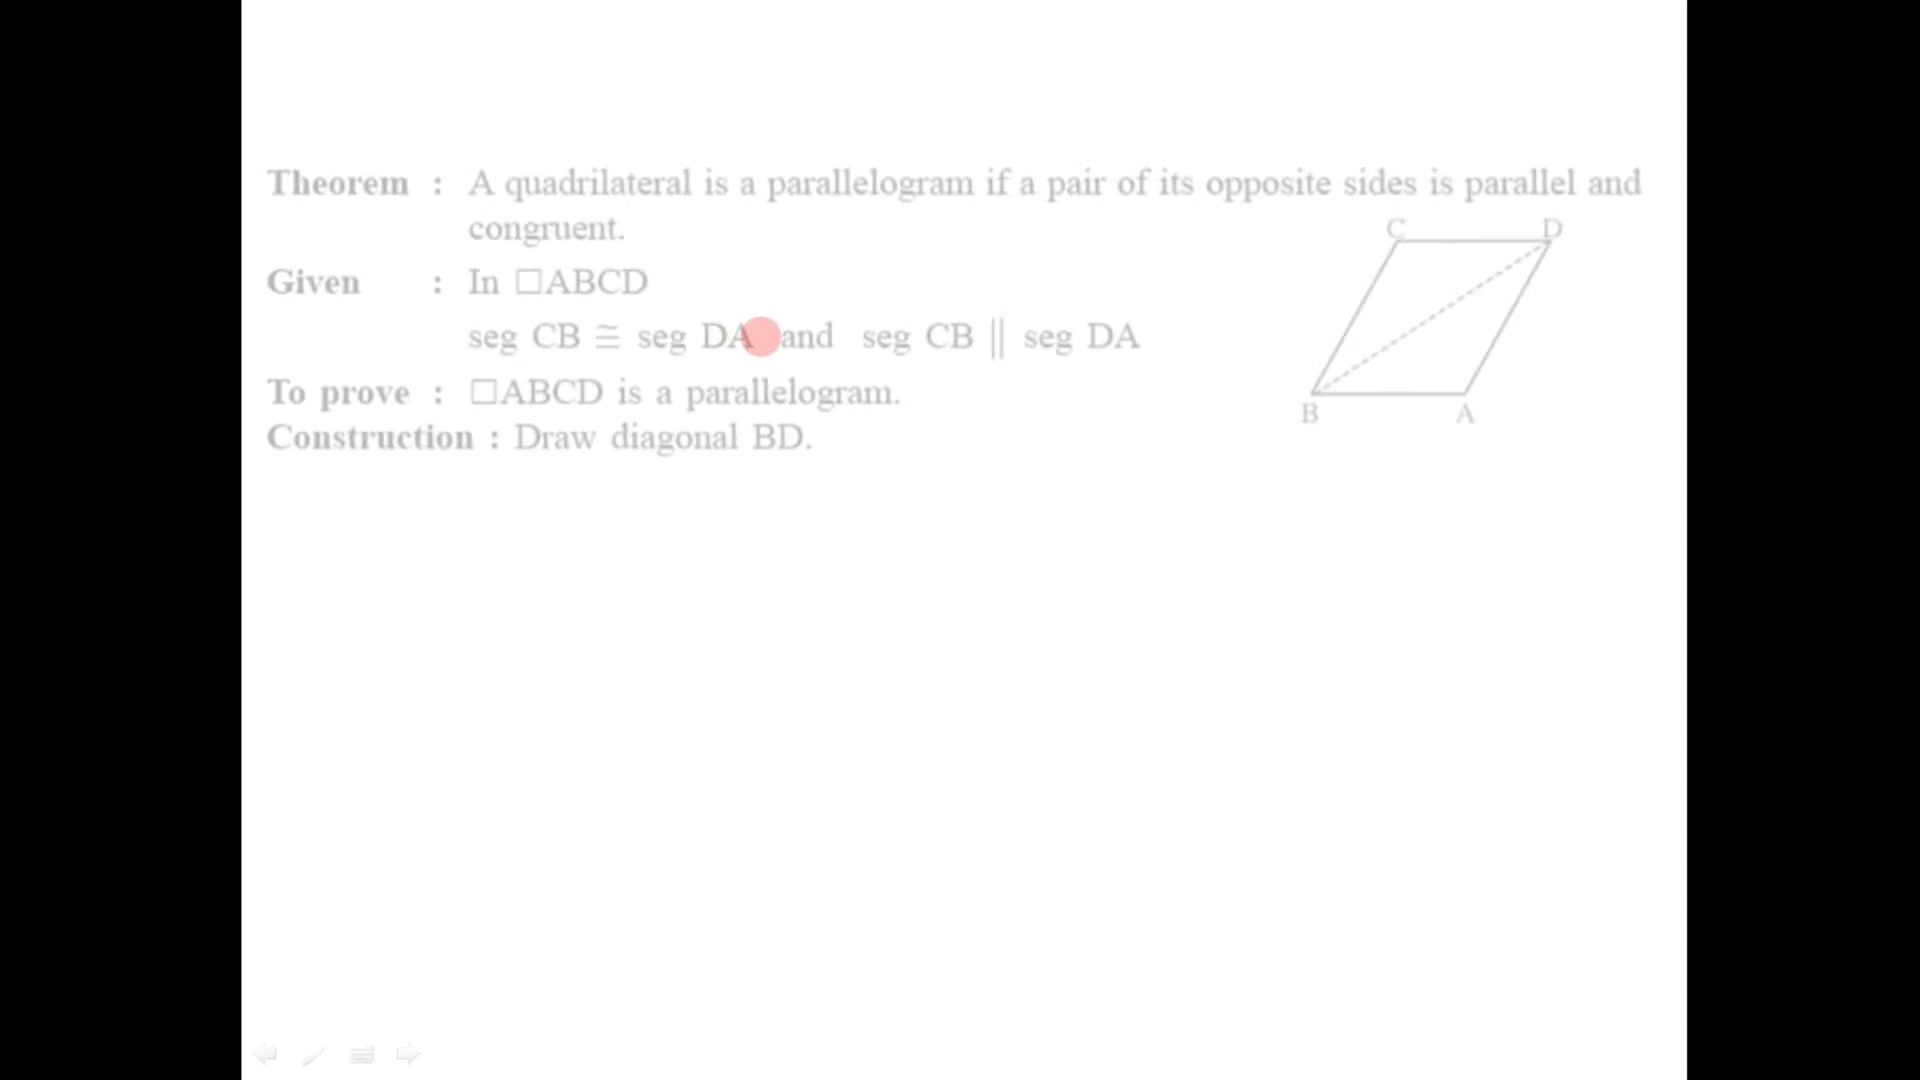 Theorem : A quadrilateral is a parallelogram if a pair of its opposite sides is parallel and
congruent.
Given : In □ABCD
seg CB ≅ seg DA and seg CB || seg DA
To prove : □ABCD is a parallelogram.
Construction : Draw diagonal BD.
C D
B A